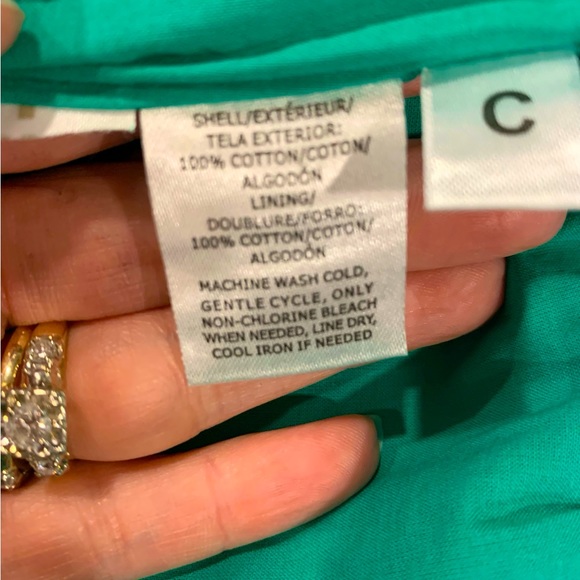 SHELL/EXTÉRIEUR/
TELA EXTERIOR:
100% COTTON/COTON/
ALGODÓN
LINING/
DOUBLURE/FORRO:
100% COTTON/COTON/
ALGODÓN
MACHINE WASH COLD,
GENTLE CYCLE, ONLY
NON-CHLORINE BLEACH
WHEN NEEDED, LINE DRY,
COOL IRON IF NEEDED
C